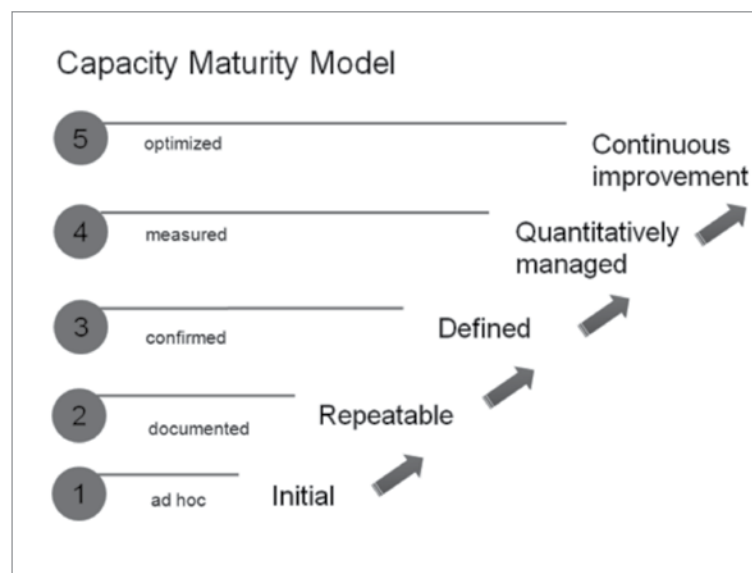 Capacity Maturity Model
5
optimized
Continuous
improvement
4
measured
Quantitatively
managed
3
confirmed
Defined
2
documented
Repeatable
1
ad hoc
Initial